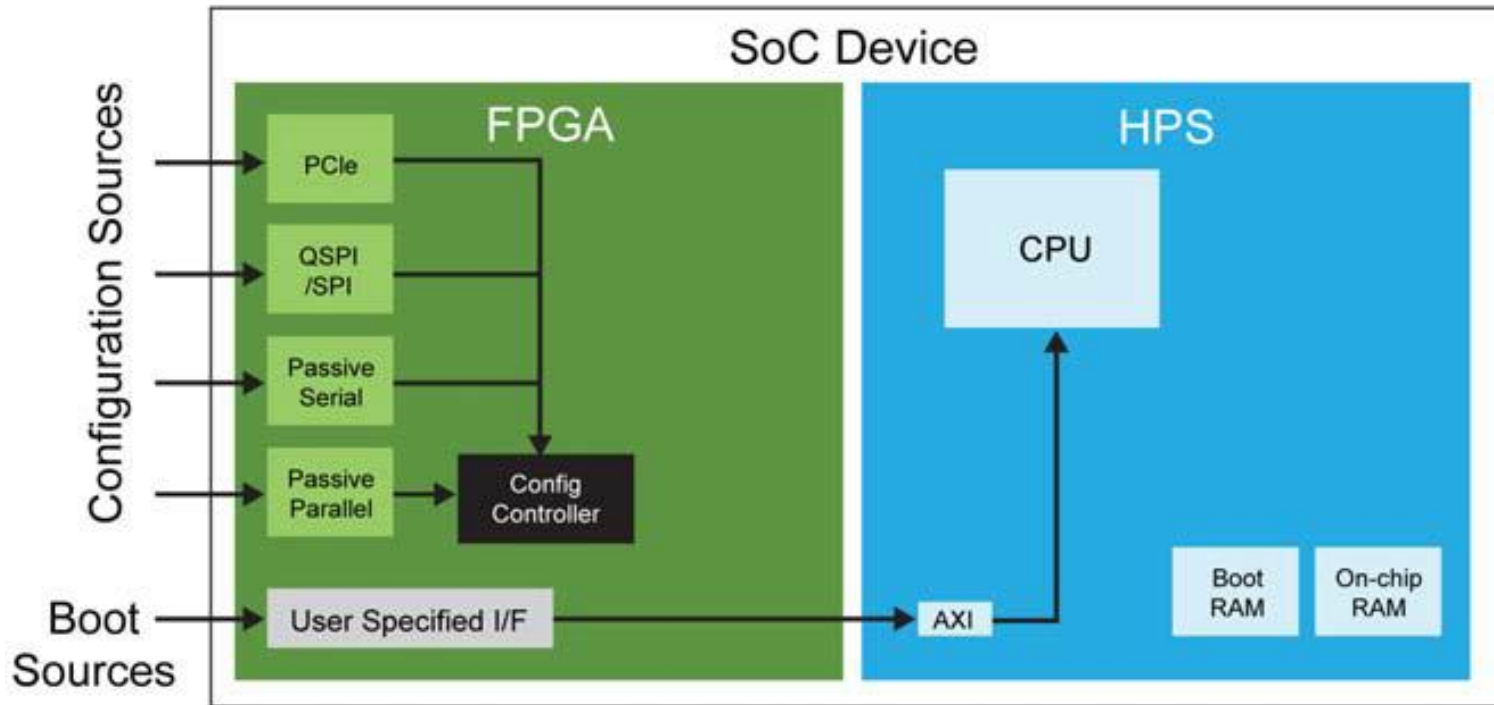 SoC Device
Configuration Sources
FPGA
PCIe
QSPI
/SPI
Passive
Serial
Passive
Parallel
Config
Controller
Boot
Sources
User Specified I/F
HPS
CPU
AXI
Boot
RAM
On-chip
RAM